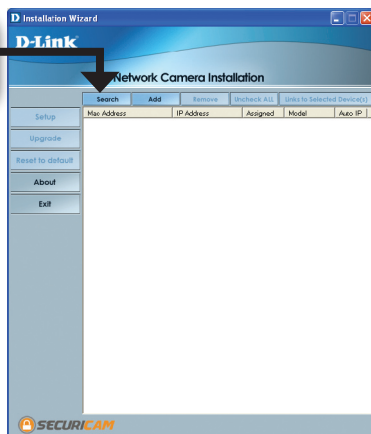 D Installation Wizard
D-Link
Network Camera Installation
Search Add Remove Uncheck ALL Links to Selected Device(s)
Mac Address IP Address Assigned Model Auto IP
Setup
Upgrade
Reset to default
About
Exit
SECURICAM